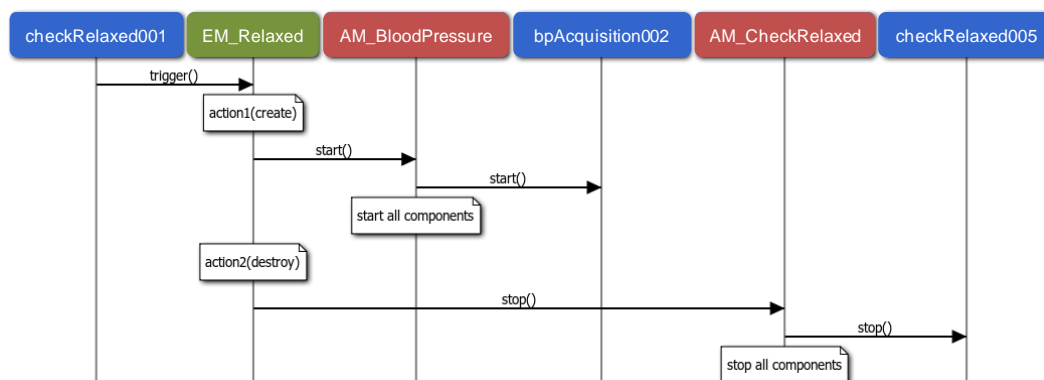 checkRelaxed001
EM_Relaxed
AM_BloodPressure
bpAcquisition002
AM_CheckRelaxed
checkRelaxed005
trigger()
action1(create)
start()
start()
start all components
action2(destroy)
stop()
stop()
stop all components